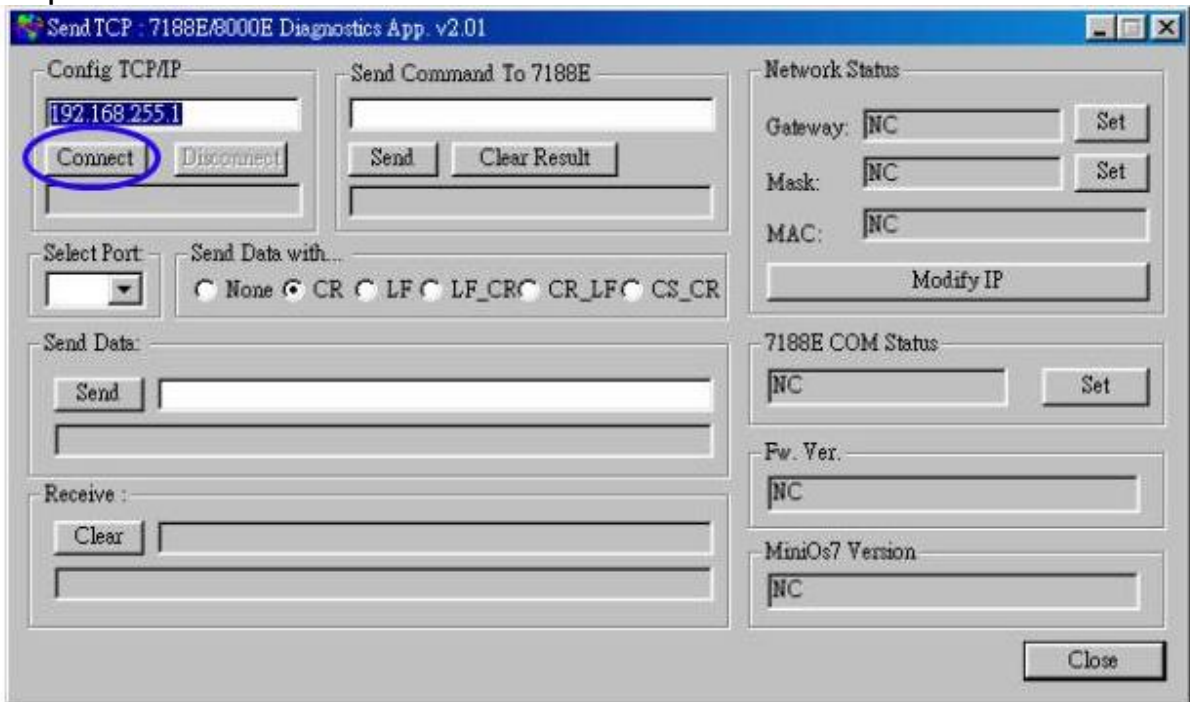 SendTCP : 7188E/8000E Diagnostics App. v2.01
Config TCP/IP
192.168.255.1
Connect
Disconnect
Send Command To 7188E
Send
Clear Result
Network Status
Gateway:
NC
Set
Mask:
NC
Set
MAC:
NC
Modify IP
Select Port:
Send Data with...
None
CR
LF
LF_CR
CR_LF
CS_CR
Send Data:
Send
7188E COM Status
NC
Set
Fw. Ver.
NC
Receive :
Clear
MiniOs7 Version
NC
Close